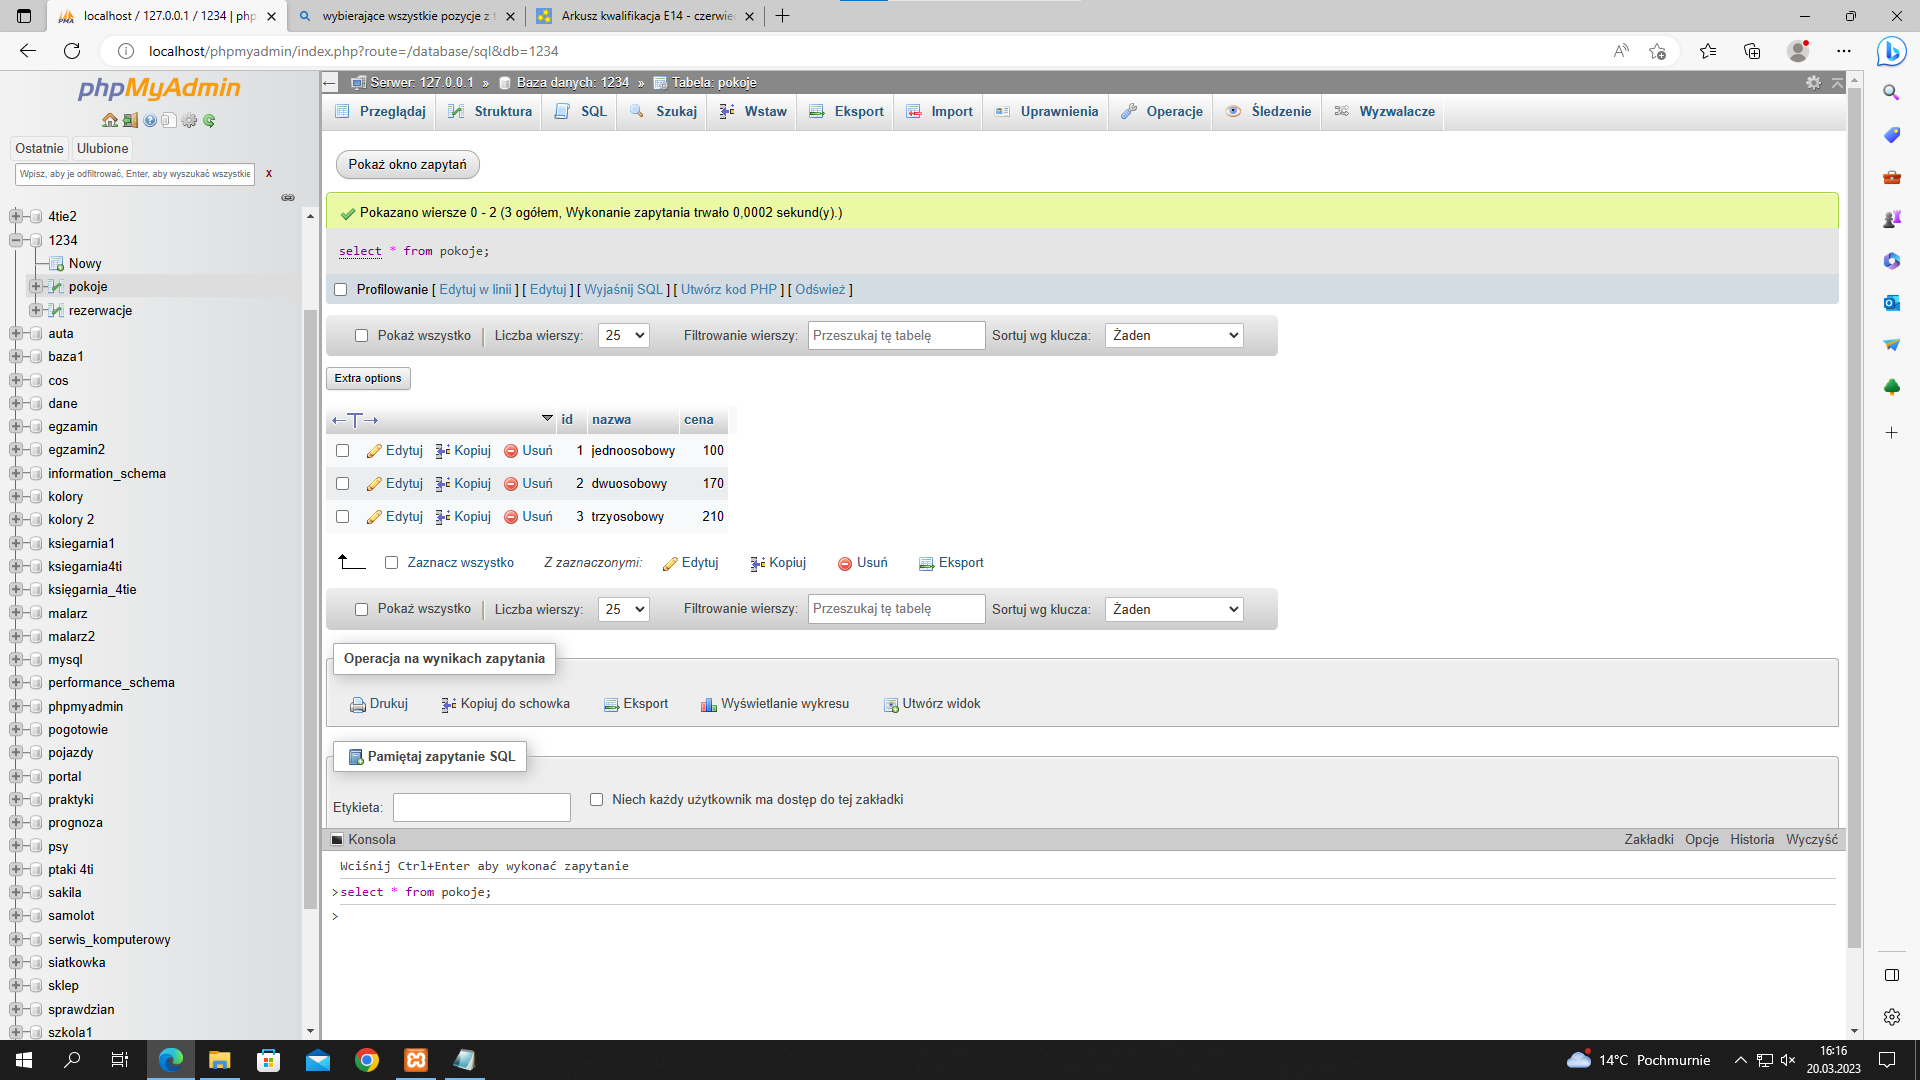 localhost / 127.0.0.1 / 1234 | php
wybierające wszystkie pozycje z t
Arkusz kwalifikacja E14 - czerwiec
localhost/phpmyadmin/index.php?route=/database/sql&db=1234
phpMyAdmin
Ostatnie Ulubione
Wpisz, aby je odfiltrować, Enter, aby wyszukać wszystkie X
4tie2
1234
Nowy
pokoje
rezerwacje
auta
baza1
cos
dane
egzamin
egzamin2
information_schema
kolory
kolory 2
ksiegarnia1
ksiegarnia4ti
księgarnia_4tie
malarz
malarz2
mysql
performance_schema
phpmyadmin
pogotowie
pojazdy
portal
praktyki
prognoza
psy
ptaki 4ti
sakila
samolot
serwis_komputerowy
siatkowka
sklep
sprawdzian
szkola1
Serwer: 127.0.0.1 » Baza danych: 1234 » Tabela: pokoje
Przeglądaj Struktura SQL Szukaj Wstaw Eksport Import Uprawnienia Operacje Śledzenie Wyzwalacze
Pokaż okno zapytań
Pokazano wiersze 0 - 2 (3 ogółem, Wykonanie zapytania trwało 0,0002 sekund(y).)
select * from pokoje;
Profilowanie [ Edytuj w linii ] [ Edytuj ] [ Wyjaśnij SQL ] [ Utwórz kod PHP ] [ Odśwież ]
Pokaż wszystko Liczba wierszy: 25 Filtrowanie wierszy: Przeszukaj tę tabelę Sortuj wg klucza: Żaden
Extra options
id nazwa cena
Edytuj Kopiuj Usuń 1 jednoosobowy 100
Edytuj Kopiuj Usuń 2 dwuosobowy 170
Edytuj Kopiuj Usuń 3 trzyosobowy 210
Zaznacz wszystko Z zaznaczonymi: Edytuj Kopiuj Usuń Eksport
Pokaż wszystko Liczba wierszy: 25 Filtrowanie wierszy: Przeszukaj tę tabelę Sortuj wg klucza: Żaden
Operacja na wynikach zapytania
Drukuj Kopiuj do schowka Eksport Wyświetlanie wykresu Utwórz widok
Pamiętaj zapytanie SQL
Etykieta: Niech każdy użytkownik ma dostęp do tej zakładki
Konsola Zakładki Opcje Historia Wyczyść
Wciśnij Ctrl+Enter aby wykonać zapytanie
>select * from pokoje;
>
14°C Pochmurnie
16:16
20.03.2023